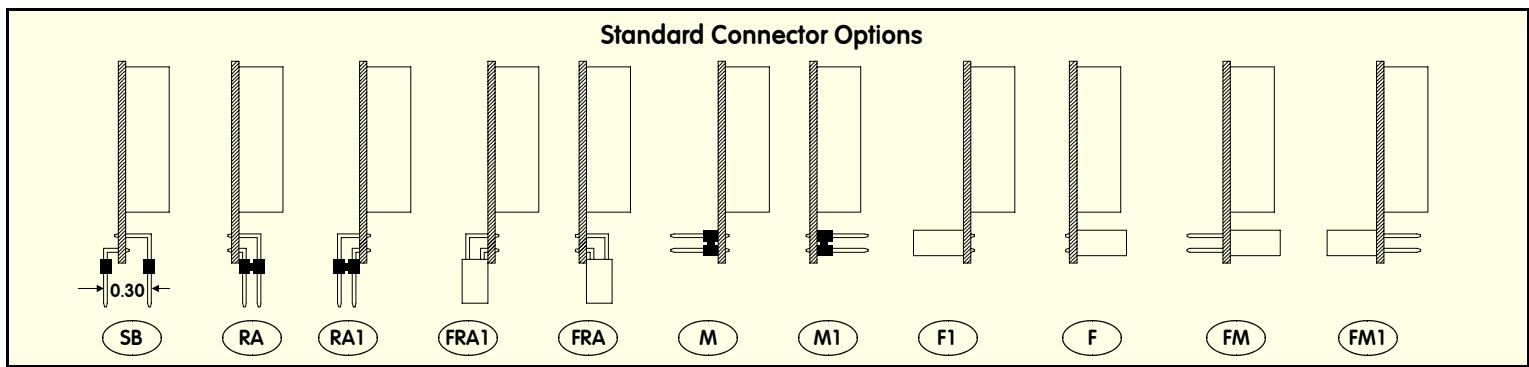 Standard Connector Options
0.30
SB RA RA1 FRA1 FRA M M1 F1 F FM FM1